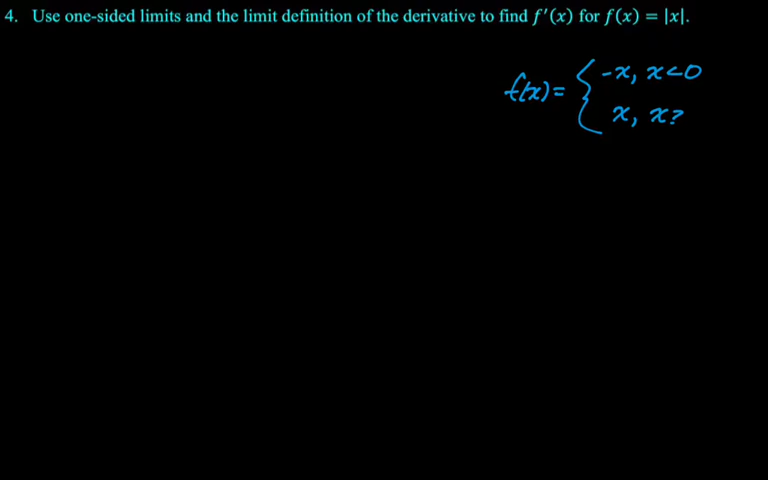 4. Use one-sided limits and the limit definition of the derivative to find f'(x) for f(x) = |x|.
f(x) = { -x, x<0
x, x?